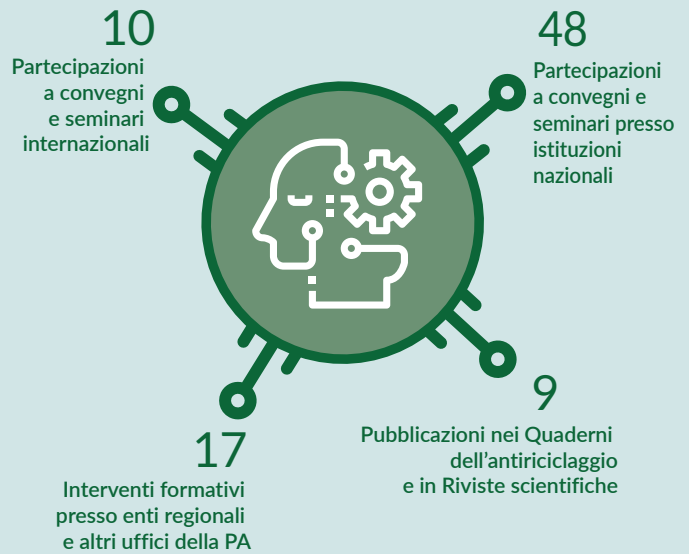 10
Partecipazioni
a convegni
e seminari
internazionali
48
Partecipazioni
a convegni e
seminari presso
istituzioni
nazionali
17
Interventi formativi
presso enti regionali
e altri uffici della PA
9
Pubblicazioni nei Quaderni
dell'antiriciclaggio
e in Riviste scientifiche